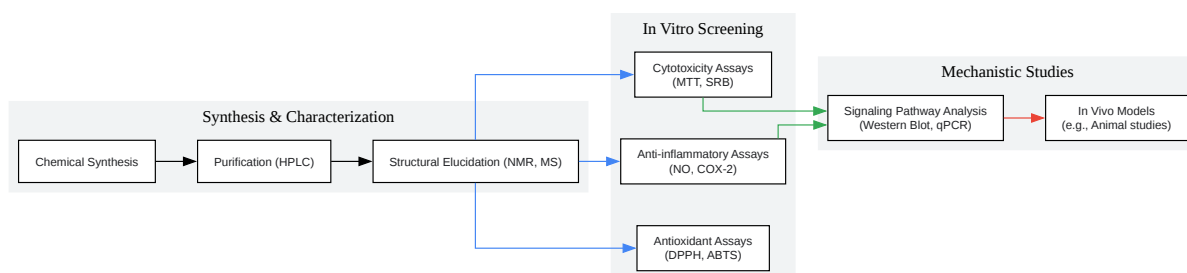 Synthesis & Characterization
Chemical Synthesis
Purification (HPLC)
Structural Elucidation (NMR, MS)
In Vitro Screening
Cytotoxicity Assays
(MTT, SRB)
Anti-inflammatory Assays
(NO, COX-2)
Antioxidant Assays
(DPPH, ABTS)
Mechanistic Studies
Signaling Pathway Analysis
(Western Blot, qPCR)
In Vivo Models
(e.g., Animal studies)